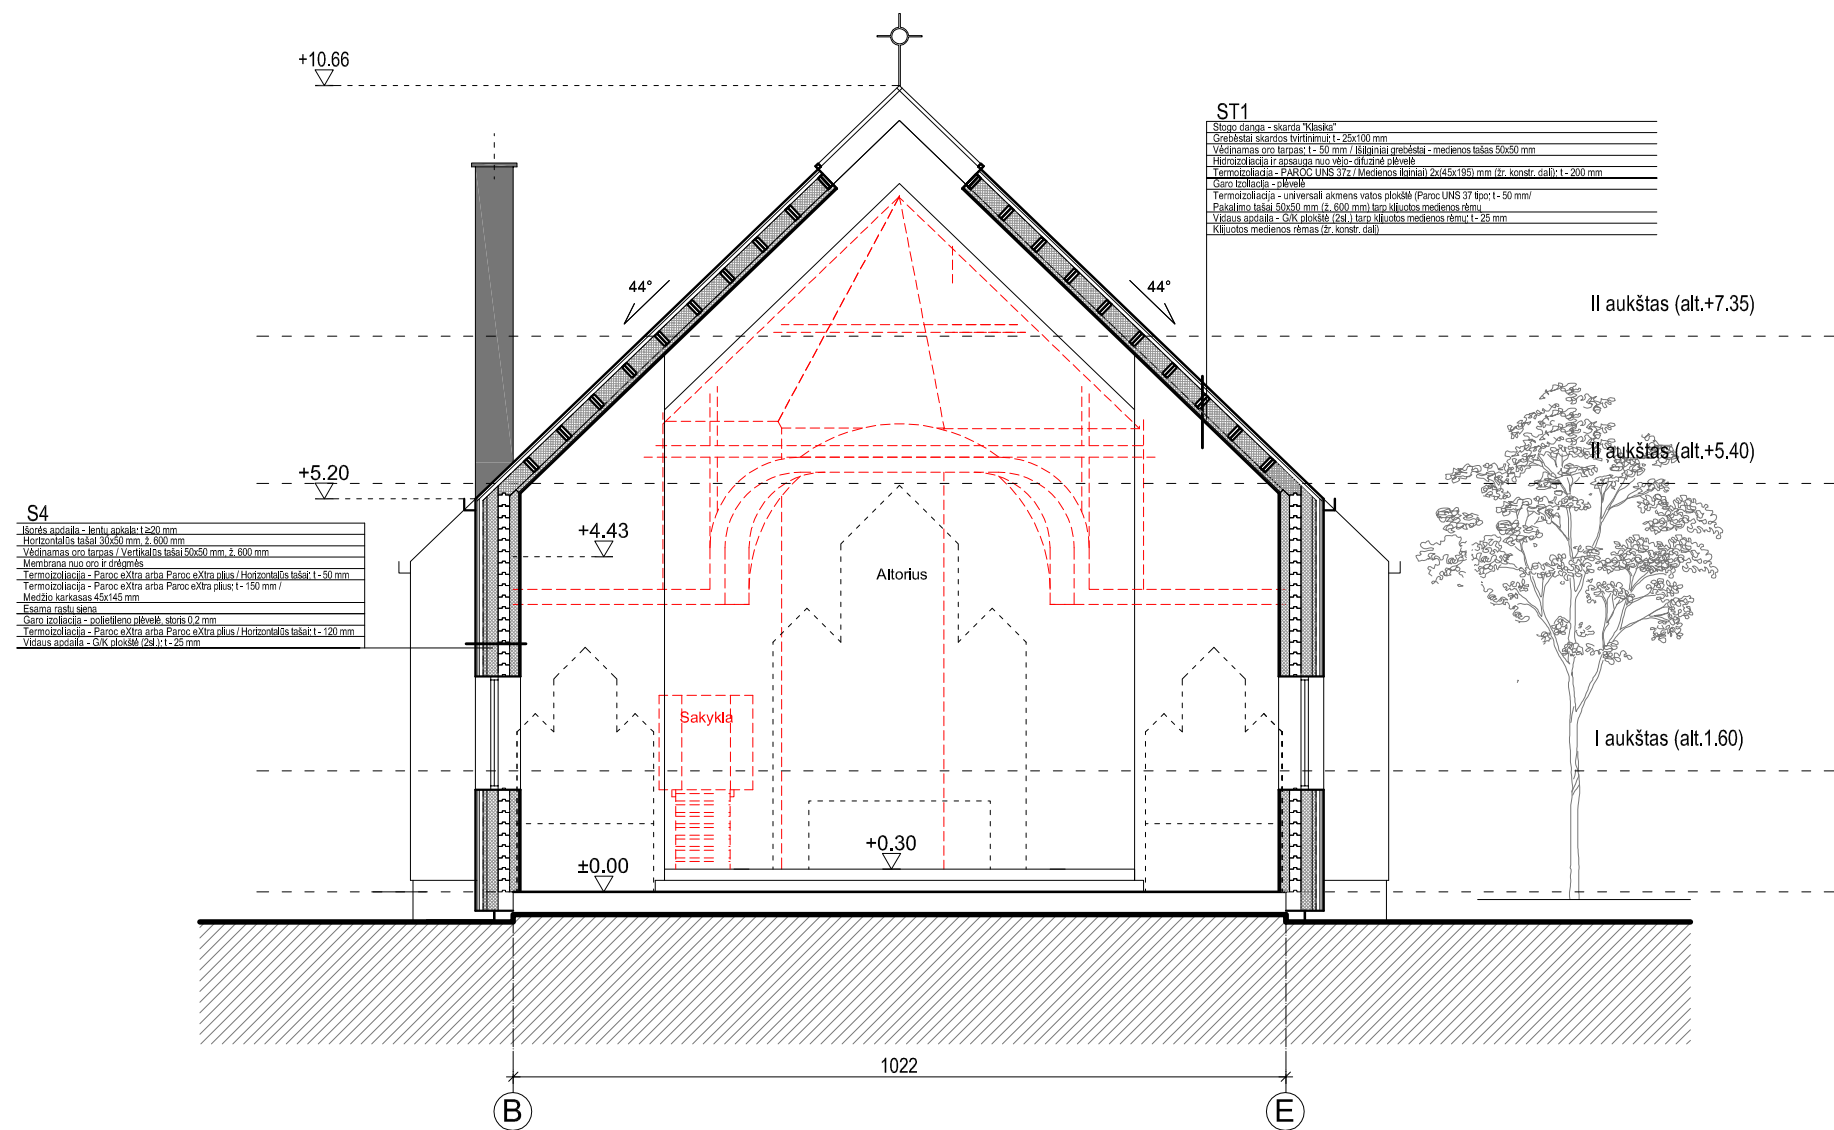 +10.66
ST1
Stogo danga - skarda "Klasika"
Grebėstai skardos tvirtinimui; t - 25x100 mm
Vėdinamas oro tarpas; t - 50 mm / Išilginiai grebėstai - medienos tašas 50x50 mm
Hidroizoliacija ir apsauga nuo vėjo- difuzinė plėvelė
Termoizoliacija - PAROC UNS 37z / Medienos ilginiai) 2x(45x195) mm (žr. konstr. dalį); t - 200 mm
Garo izoliacija - plėvelė
Termoizoliacija - universali akmens vatos plokštė (Paroc UNS 37 tipo; t - 50 mm/
Pakalimo tašai 50x50 mm (ž. 600 mm) tarp klijuotos medienos rėmų
Vidaus apdaila - G/K plokštė (2sl.) tarp klijuotos medienos rėmų; t - 25 mm
Klijuotos medienos rėmas (žr. konstr. dalį)
44°
44°
II aukštas (alt.+7.35)
II aukštas (alt.+5.40)
+5.20
S4
Išorės apdaila - lentų apkala; t ≥20 mm
Horizontalūs tašai 30x50 mm, ž. 600 mm
Vėdinamas oro tarpas / Vertikalūs tašai 50x50 mm, ž. 600 mm
Membrana nuo oro ir drėgmės
Termoizoliacija - Paroc eXtra arba Paroc eXtra plius / Horizontalūs tašai; t - 50 mm
Termoizoliacija - Paroc eXtra arba Paroc eXtra plius; t - 150 mm /
Medžio karkasas 45x145 mm
Esama rąstų siena
Garo izoliacija - polietileno plėvelė, storis 0,2 mm
Termoizoliacija - Paroc eXtra arba Paroc eXtra plius / Horizontalūs tašai; t - 120 mm
Vidaus apdaila - G/K plokštė (2sl.); t - 25 mm
+4.43
Altorius
Sakykla
I aukštas (alt.1.60)
+0.30
±0.00
1022
B
E